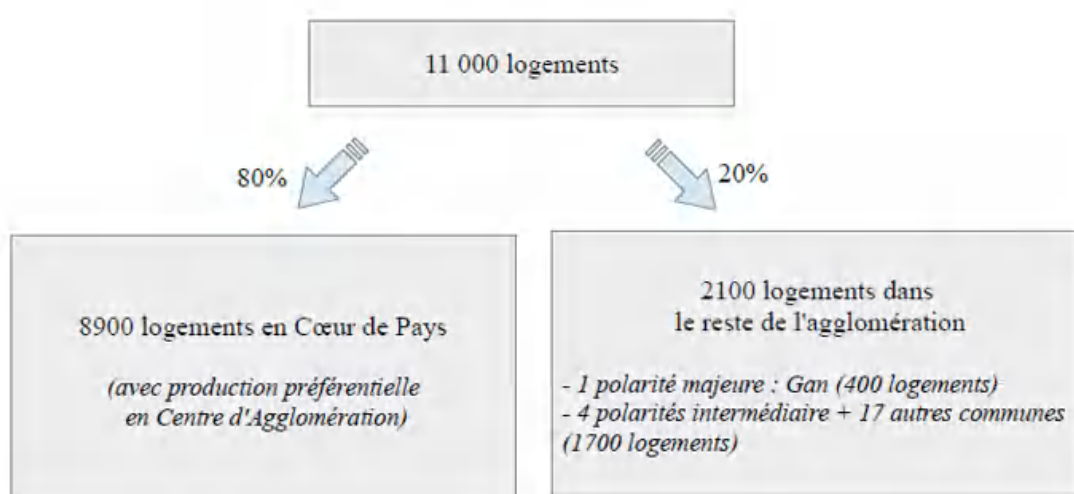 11 000 logements
80%
20%
8900 logements en Cœur de Pays
(avec production préférentielle
en Centre d'Agglomération)
2100 logements dans
le reste de l'agglomération
- 1 polarité majeure : Gan (400 logements)
- 4 polarités intermédiaire + 17 autres communes
(1700 logements)